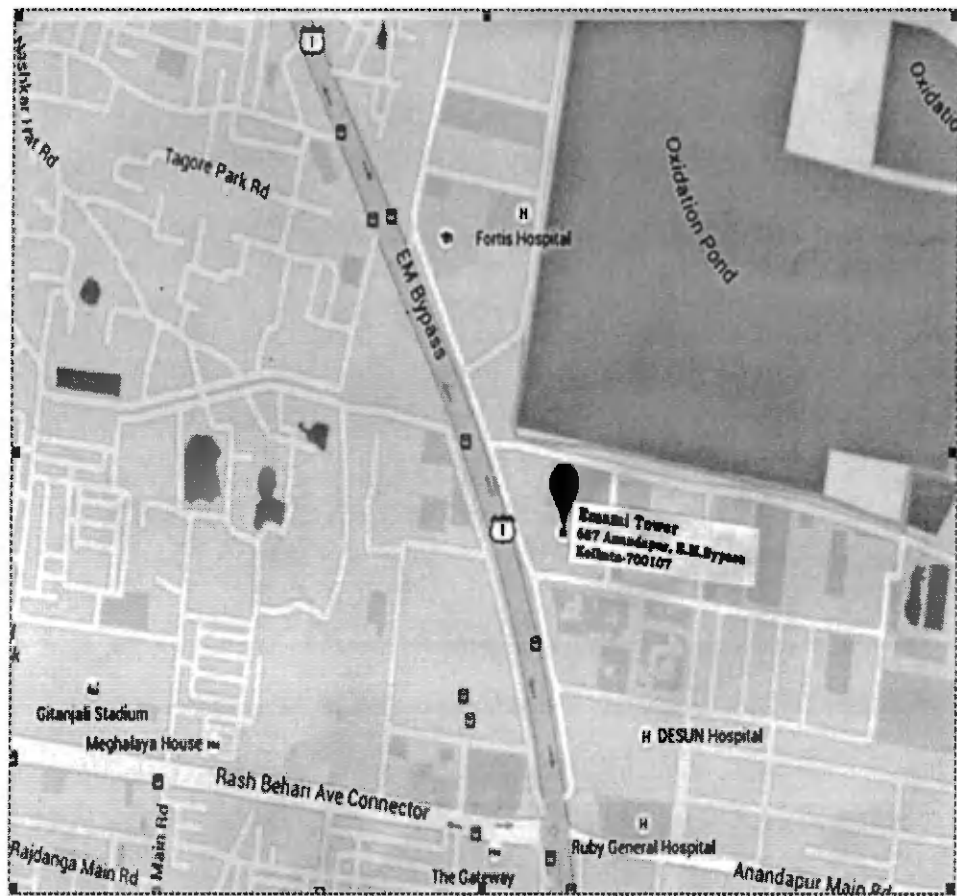 1
Oxidation
Tagore Park Rd
Oxidation Pond
H
Fortis Hospital
EM Bypass
Emami Tower
687 Anandapur, E.M.Bypass
Kolkata-700107
1
Gitanjali Stadium
H DESUN Hospital
Meghalaya House
Rash Behari Ave Connector
H
Ruby General Hospital
Rajdanga Main Rd
Main Rd
The Gateway
Anandapur Main Rd